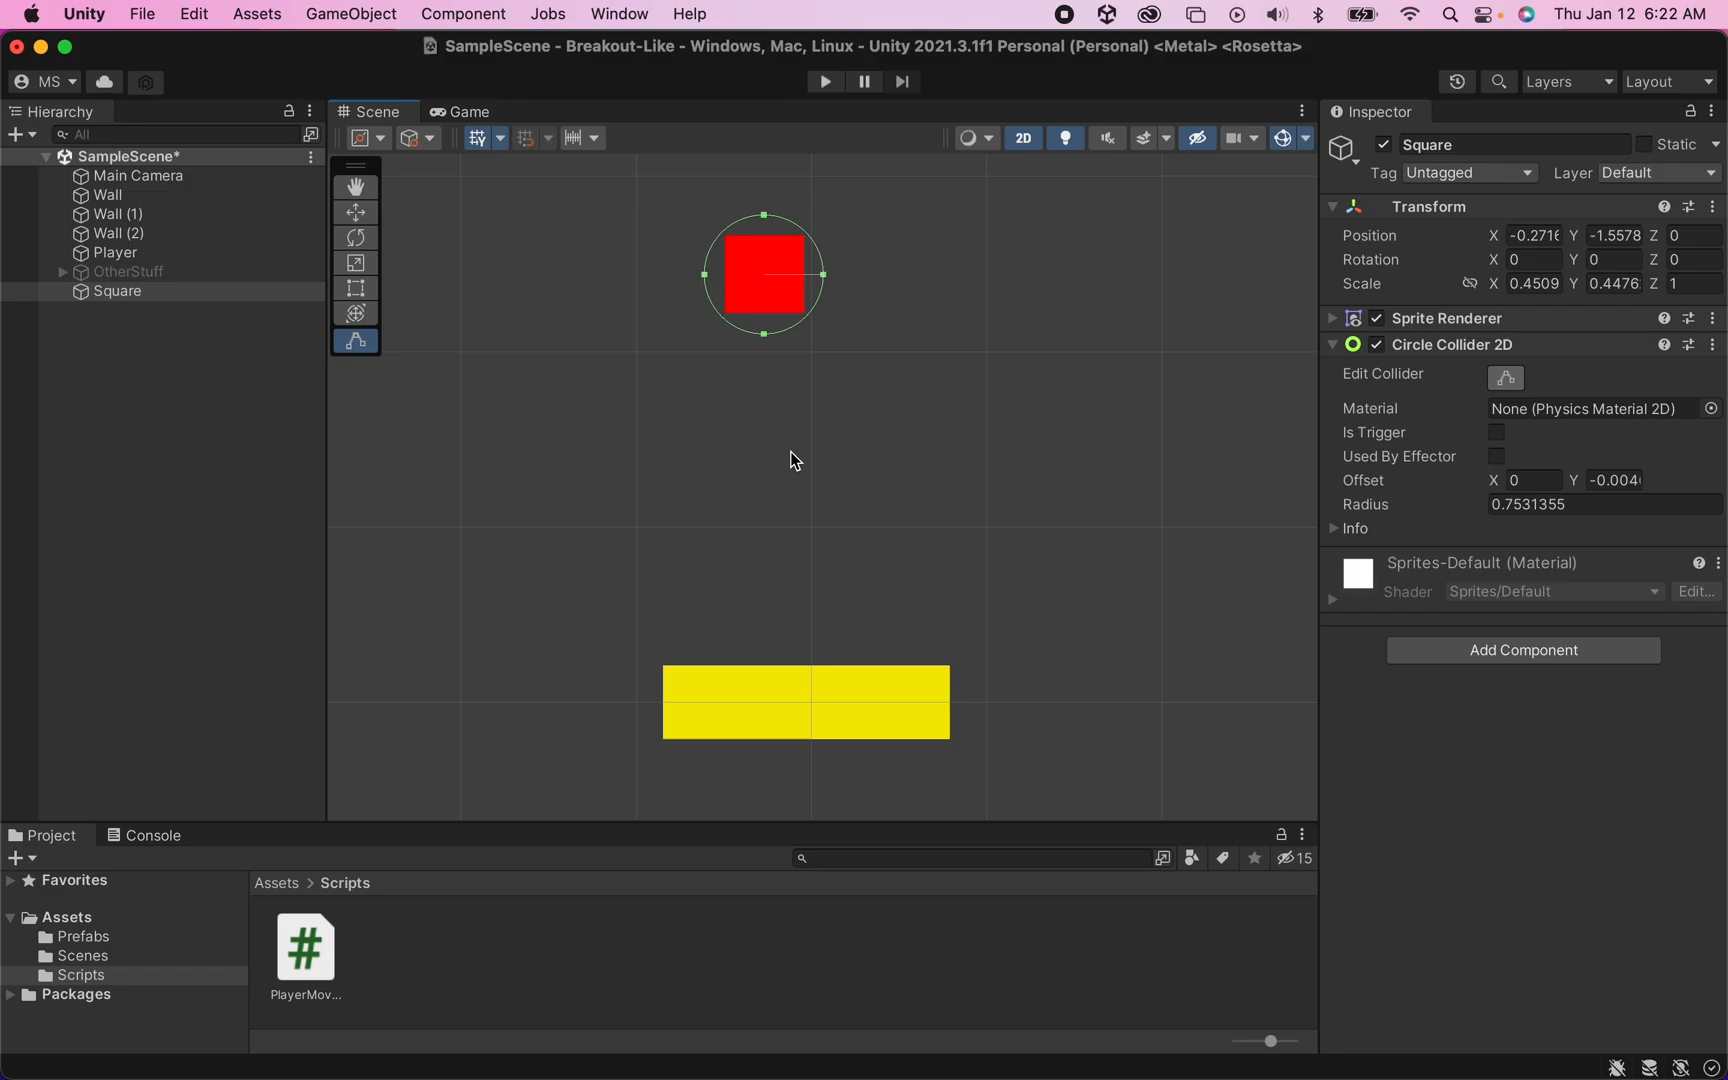 Unity File Edit Assets GameObject Component Jobs Window Help Thu Jan 12 6:22 AM
SampleScene - Breakout-Like - Windows, Mac, Linux - Unity 2021.3.1f1 Personal (Personal) <Metal> <Rosetta>
MS Layers Layout
Hierarchy
All
SampleScene*
Main Camera
Wall
Wall (1)
Wall (2)
Player
OtherStuff
Square
Scene Game
2D
Inspector
Square Static
Tag Untagged Layer Default
Transform
Position X -0.2716 Y -1.5578 Z 0
Rotation X 0 Y 0 Z 0
Scale X 0.4509 Y 0.4476 Z 1
Sprite Renderer
Circle Collider 2D
Edit Collider
Material None (Physics Material 2D)
Is Trigger
Used By Effector
Offset X 0 Y -0.004
Radius 0.7531355
Info
Sprites-Default (Material)
Shader Sprites/Default Edit...
Add Component
Project Console
15
Favorites
Assets
Prefabs
Scenes
Scripts
Packages
Assets > Scripts
#
PlayerMov...